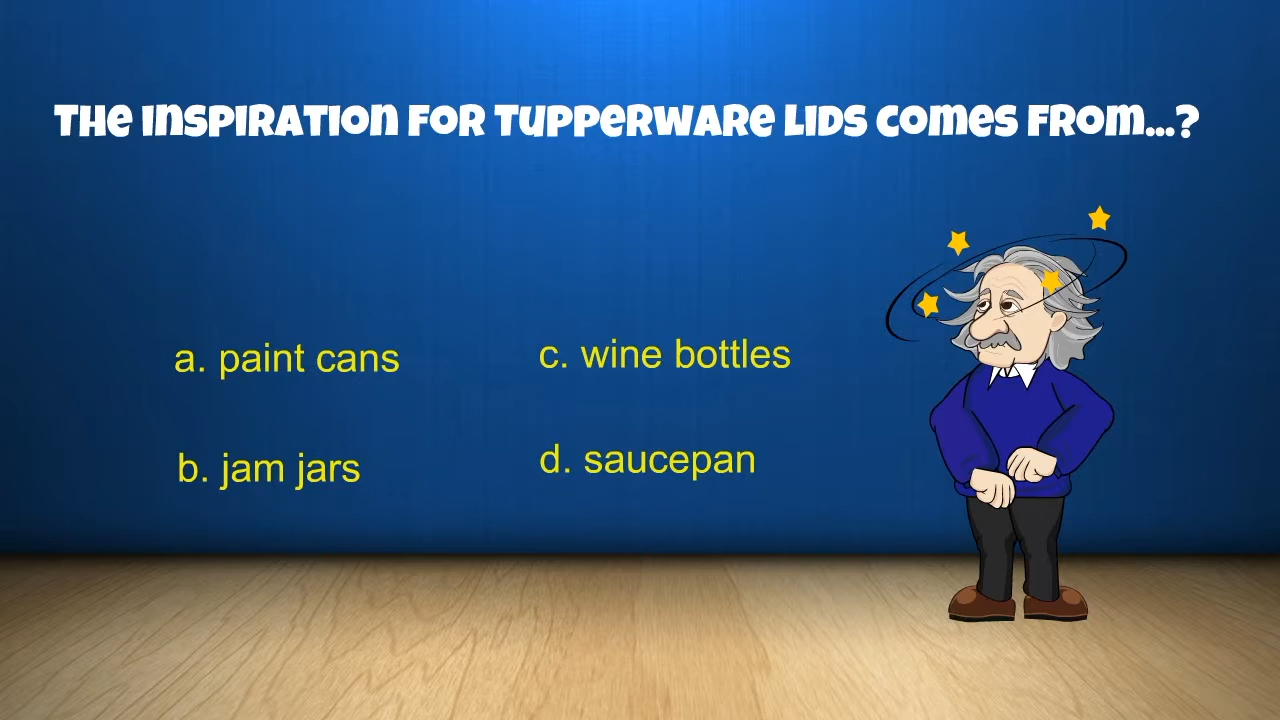 The inspiration for Tupperware lids comes from...?
a. paint cans
b. jam jars
c. wine bottles
d. saucepan